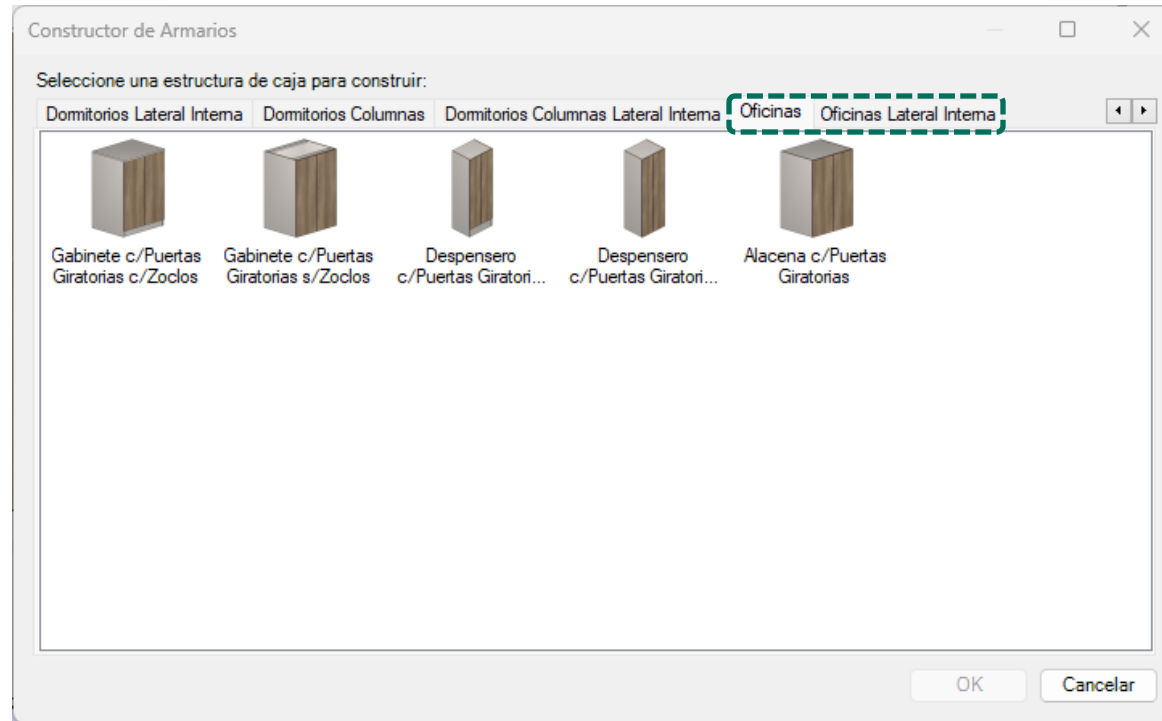 Constructor de Armarios
Seleccione una estructura de caja para construir:
Dormitorios Lateral Interna Dormitorios Columnas Dormitorios Columnas Lateral Interna Oficinas Oficinas Lateral Interna
Gabinete c/Puertas
Giratorias c/Zoclos
Gabinete c/Puertas
Giratorias s/Zoclos
Despensero
c/Puertas Giratori...
Despensero
c/Puertas Giratori...
Alacena c/Puertas
Giratorias
OK Cancelar